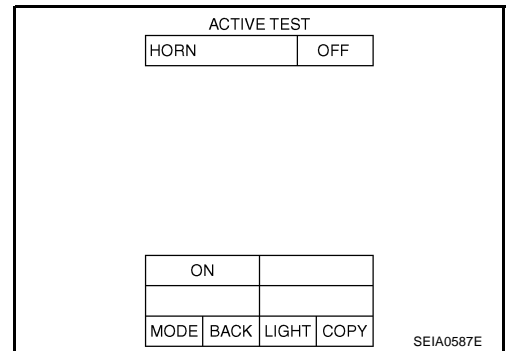 ACTIVE TEST
HORN OFF
ON
MODE BACK LIGHT COPY
SEIA0587E